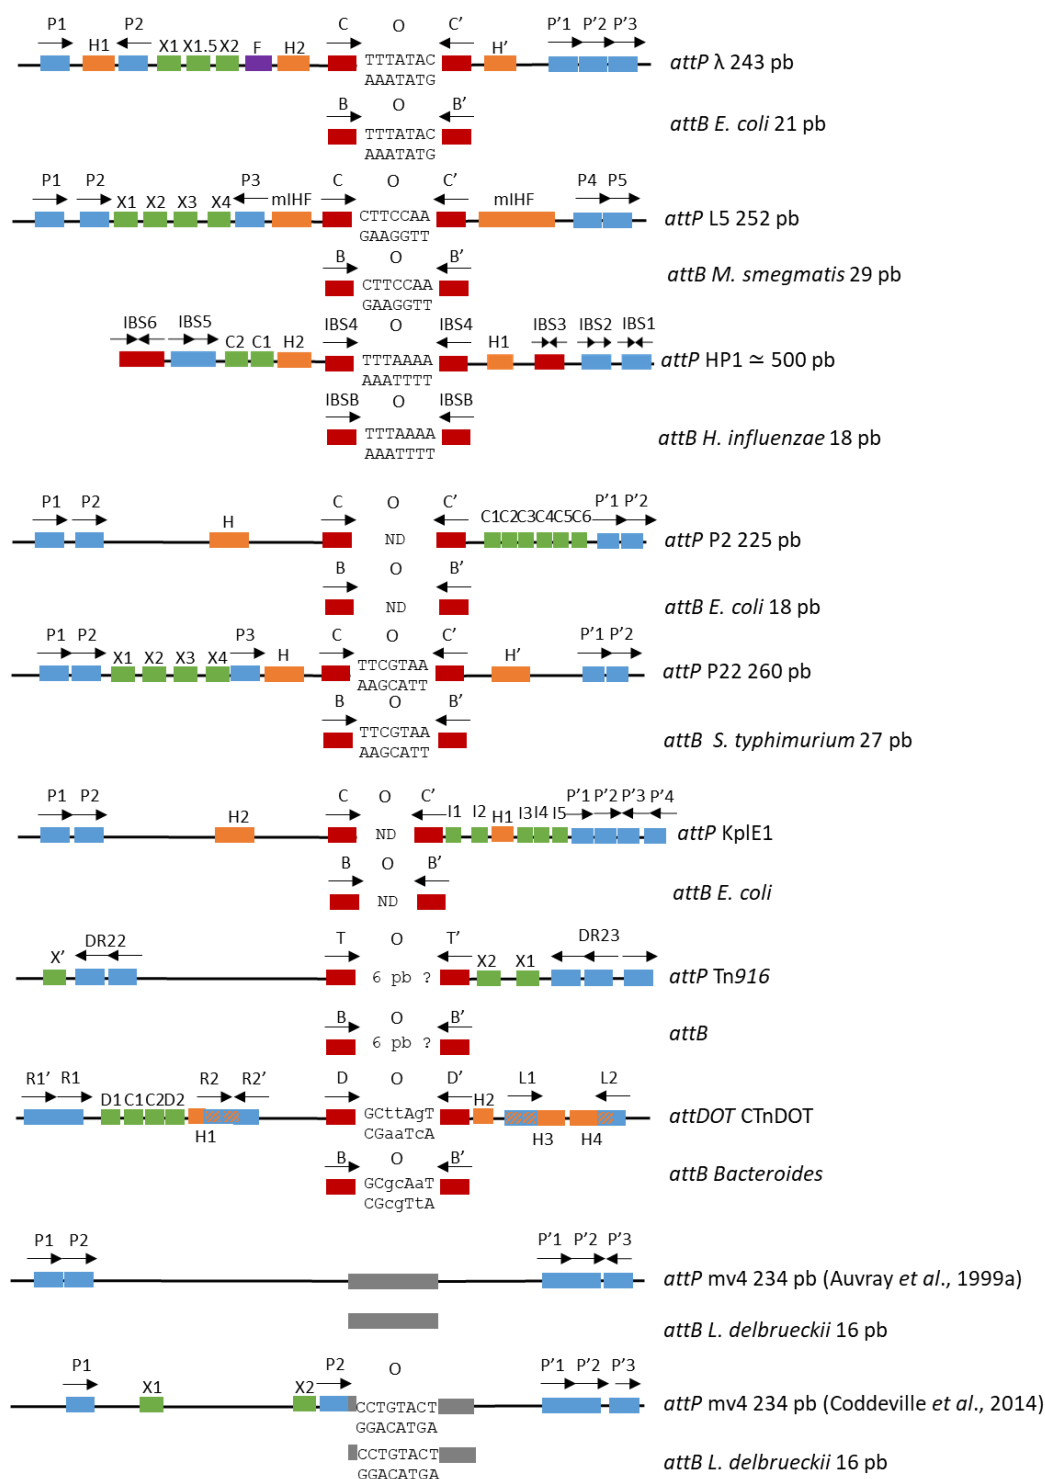 P1 P2 C O C' P'1 P'2 P'3
H1 X1 X1.5 X2 F H2 H'
TTTATAC
AAATATG
attP λ 243 pb
B O B'
TTTATAC
AAATATG
attB E. coli 21 pb
P1 P2 P3 C O C' P4 P5
X1 X2 X3 X4 mIHF mIHF
CTTCCAA
GAAGGTT
attP L5 252 pb
B O B'
CTTCCAA
GAAGGTT
attB M. smegmatis 29 pb
IBS6 IBS5 IBS4 O IBS4 IBS3 IBS2 IBS1
C2 C1 H2 H1
TTTAAAA
AAATTTT
attP HP1 ≃ 500 pb
IBSB O IBSB
TTTAAAA
AAATTTT
attB H. influenzae 18 pb
P1 P2 C O C' P'1 P'2
H C1 C2 C3 C4 C5 C6
ND
attP P2 225 pb
B O B'
ND
attB E. coli 18 pb
P1 P2 P3 C O C' P'1 P'2
X1 X2 X3 X4 H H'
TTCGTAA
AAGCATT
attP P22 260 pb
B O B'
TTCGTAA
AAGCATT
attB S. typhimurium 27 pb
P1 P2 C O C' P'1 P'2 P'3 P'4
H2 I1 I2 H1 I3 I4 I5
ND
attP KplE1
B O B'
ND
attB E. coli
DR22 T O T' DR23
X' X2 X1
6 pb ?
attP Tn916
B O B'
6 pb ?
attB
R1' R1 R2 R2' D O D' L1 L2
D1 C1 C2 D2 H2
GCttAgT
CGaaTcA
attDOT CTnDOT
H1 H3 H4
B O B'
GCgcAaT
CGcgTtA
attB Bacteroides
P1 P2 P'1 P'2 P'3
attP mv4 234 pb (Auvray et al., 1999a)
attB L. delbrueckii 16 pb
P1 P2 O P'1 P'2 P'3
X1 X2
CCTGTACT
GGACATGA
attP mv4 234 pb (Coddeville et al., 2014)
CCTGTACT
GGACATGA
attB L. delbrueckii 16 pb